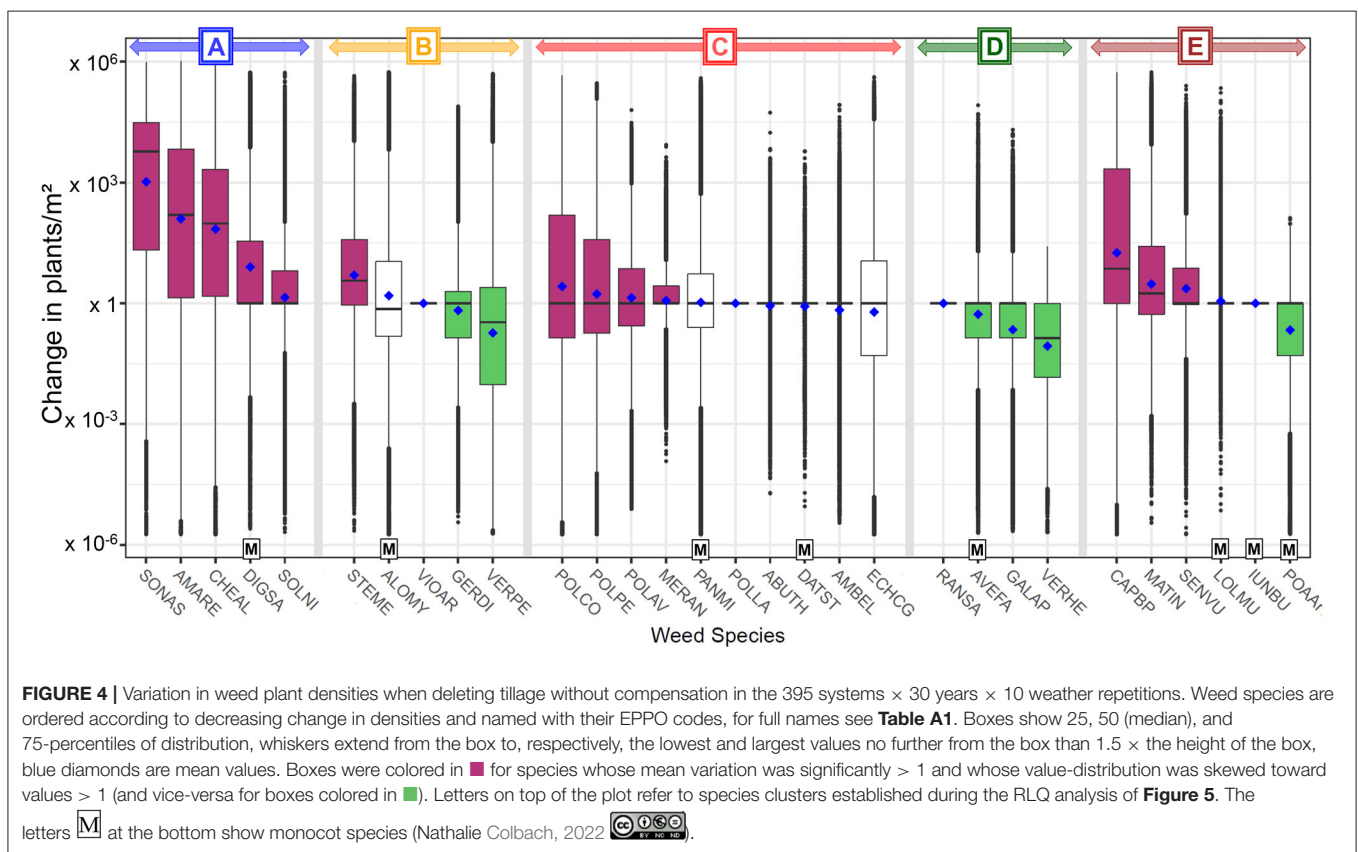 A B C D E
x 10⁶
x 10³
x 1
x 10⁻³
x 10⁻⁶
Change in plants/m²
M M M M M M M M
SONAS AMARE CHEAL DIGSA SOLNI STEME ALOMY VIOAR GERDI VERPE POLCO POLPE POLAV MERAN PANMI POLLA ABUTH DATST AMBEL ECHCG RANSA AVEFA GALAP VERHE CAPBP MATIN SENVU LOLMU IUNBU
Weed Species
FIGURE 4 | Variation in weed plant densities when deleting tillage without compensation in the 395 systems × 30 years × 10 weather repetitions. Weed species are
ordered according to decreasing change in densities and named with their EPPO codes, for full names see Table A1. Boxes show 25, 50 (median), and
75-percentiles of distribution, whiskers extend from the box to, respectively, the lowest and largest values no further from the box than 1.5 × the height of the box,
blue diamonds are mean values. Boxes were colored in ■ for species whose mean variation was significantly > 1 and whose value-distribution was skewed toward
values > 1 (and vice-versa for boxes colored in ■). Letters on top of the plot refer to species clusters established during the RLQ analysis of Figure 5. The
letters M at the bottom show monocot species (Nathalie Colbach, 2022 cc BY NC ND).